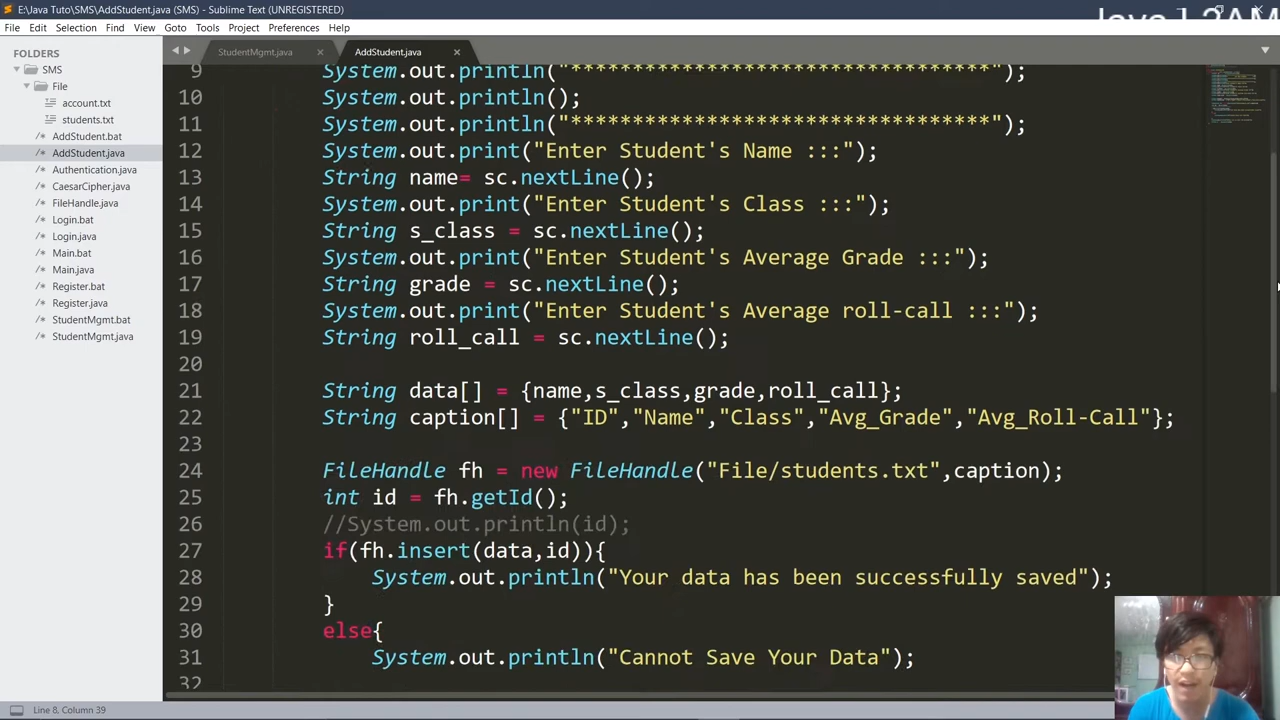 E:\Java Tuto\SMS\AddStudent.java (SMS) - Sublime Text (UNREGISTERED)
File Edit Selection Find View Goto Tools Project Preferences Help
FOLDERS
SMS
File
account.txt
students.txt
AddStudent.bat
AddStudent.java
Authentication.java
CaesarCipher.java
FileHandle.java
Login.bat
Login.java
Main.bat
Main.java
Register.bat
Register.java
StudentMgmt.bat
StudentMgmt.java
StudentMgmt.java × AddStudent.java ×
9 System.out.println("**********************************");
10 System.out.println();
11 System.out.println("**********************************");
12 System.out.print("Enter Student's Name :::");
13 String name= sc.nextLine();
14 System.out.print("Enter Student's Class :::");
15 String s_class = sc.nextLine();
16 System.out.print("Enter Student's Average Grade :::");
17 String grade = sc.nextLine();
18 System.out.print("Enter Student's Average roll-call :::");
19 String roll_call = sc.nextLine();
20
21 String data[] = {name,s_class,grade,roll_call};
22 String caption[] = {"ID","Name","Class","Avg_Grade","Avg_Roll-Call"};
23
24 FileHandle fh = new FileHandle("File/students.txt",caption);
25 int id = fh.getId();
26 //System.out.println(id);
27 if(fh.insert(data,id)){
28 System.out.println("Your data has been successfully saved");
29 }
30 else{
31 System.out.println("Cannot Save Your Data");
32
Line 8, Column 39